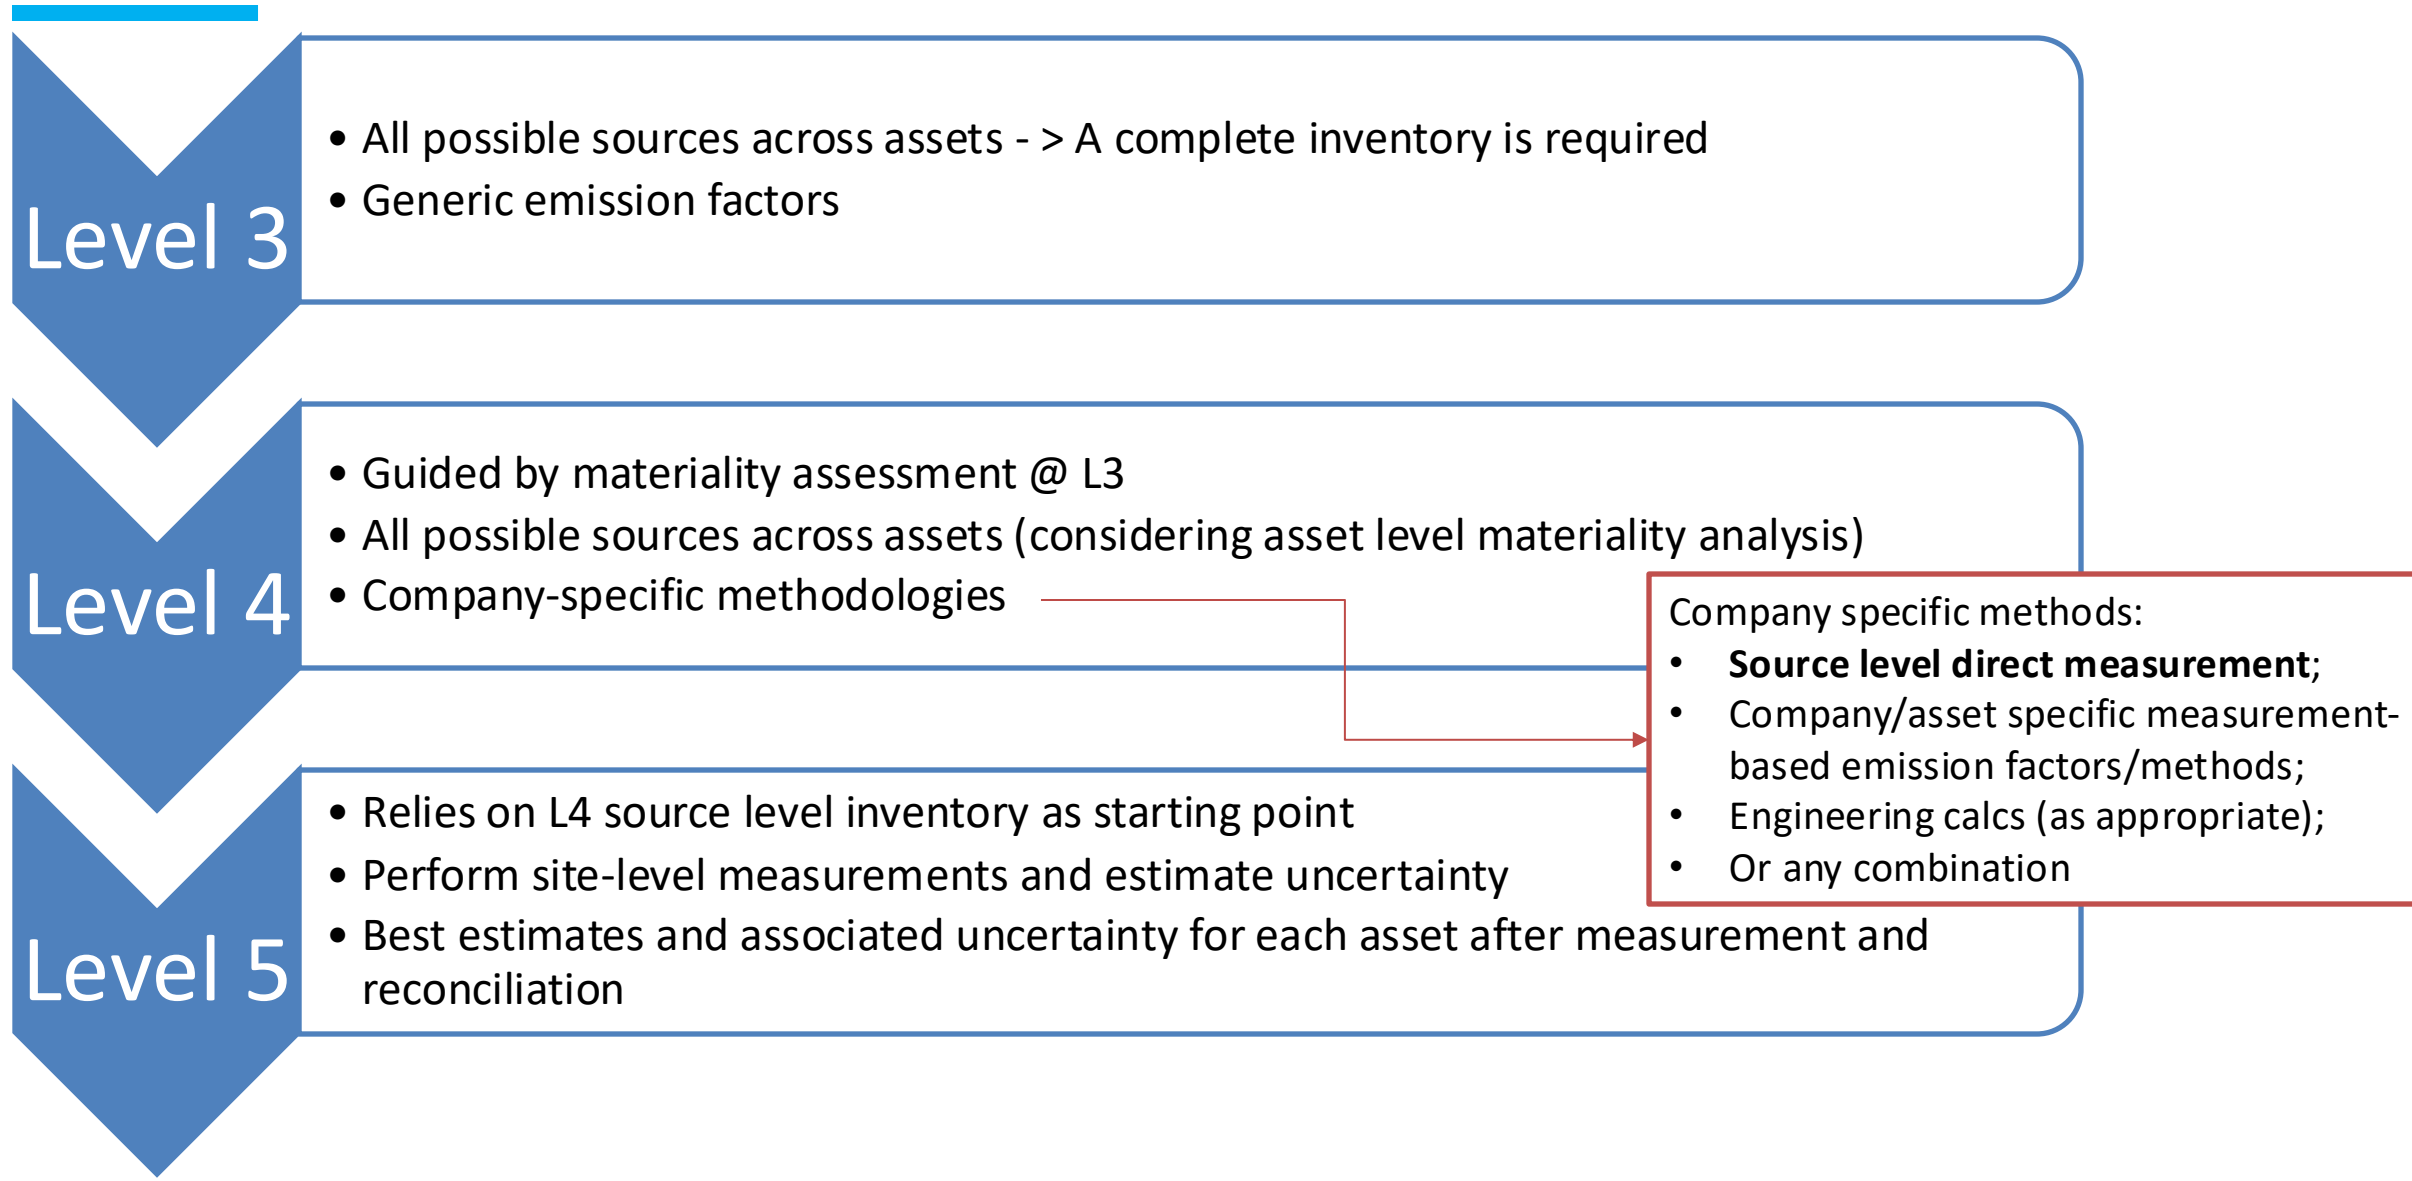 Level 3
• All possible sources across assets - > A complete inventory is required
• Generic emission factors
Level 4
• Guided by materiality assessment @ L3
• All possible sources across assets (considering asset level materiality analysis)
• Company-specific methodologies
Company specific methods:
• Source level direct measurement;
• Company/asset specific measurement-
based emission factors/methods;
• Engineering calcs (as appropriate);
• Or any combination
Level 5
• Relies on L4 source level inventory as starting point
• Perform site-level measurements and estimate uncertainty
• Best estimates and associated uncertainty for each asset after measurement and
reconciliation